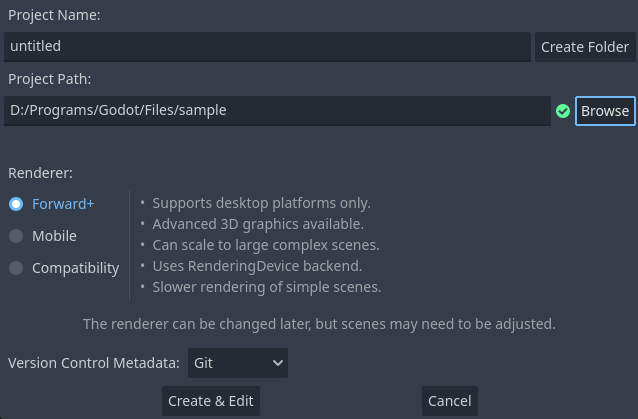 Project Name:
untitled
Create Folder
Project Path:
D:/Programs/Godot/Files/sample
Browse
Renderer:
Forward+
Mobile
Compatibility
• Supports desktop platforms only.
• Advanced 3D graphics available.
• Can scale to large complex scenes.
• Uses RenderingDevice backend.
• Slower rendering of simple scenes.
The renderer can be changed later, but scenes may need to be adjusted.
Version Control Metadata: Git
Create & Edit
Cancel